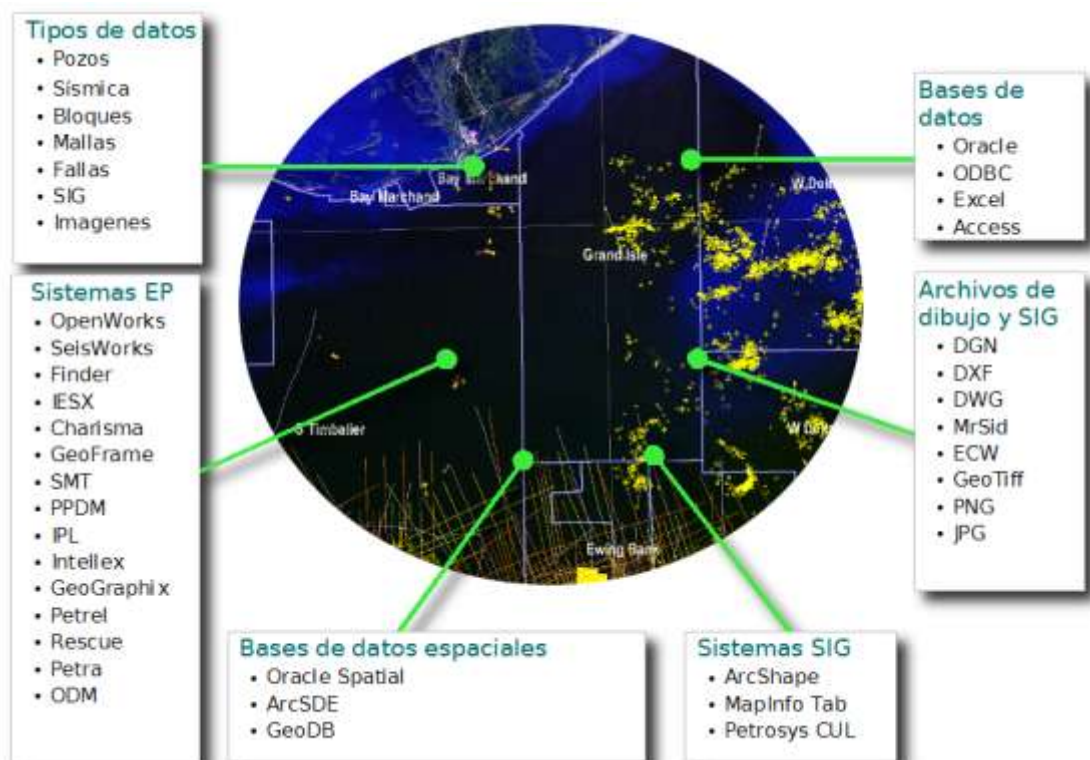 Tipos de datos
• Pozos
• Sísmica
• Bloques
• Mallas
• Fallas
• SIG
• Imagenes
Sistemas EP
• OpenWorks
• SeisWorks
• Finder
• IESX
• Charisma
• GeoFrame
• SMT
• PPDM
• IPL
• Intellex
• GeoGraphix
• Petrel
• Rescue
• Petra
• ODM
Bay Marchand
Bay Marchand
Grand Isle
S Timbalier
Ewing Bank
Bases de
datos
• Oracle
• ODBC
• Excel
• Access
Archivos de
dibujo y SIG
• DGN
• DXF
• DWG
• MrSid
• ECW
• GeoTiff
• PNG
• JPG
Bases de datos espaciales
• Oracle Spatial
• ArcSDE
• GeoDB
Sistemas SIG
• ArcShape
• MapInfo Tab
• Petrosys CUL